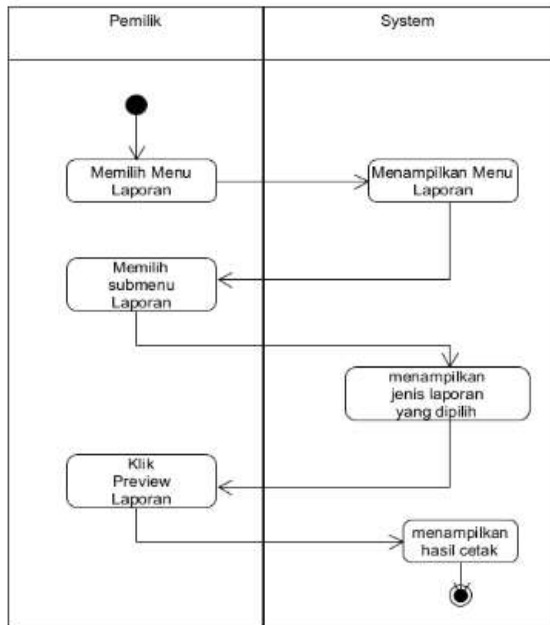 Pemilik
System
Memilih Menu
Laporan
Menampilkan Menu
Laporan
Memilih
submenu
Laporan
menampilkan
jenis laporan
yang dipilih
Klik
Preview
Laporan
menampilkan
hasil cetak